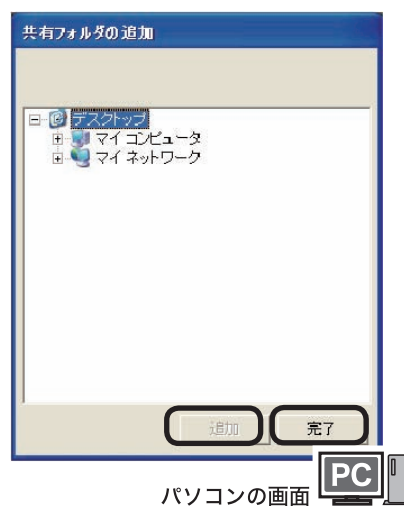 共有フォルダの追加
デスクトップ
マイ コンピュータ
マイ ネットワーク
追加 完了
パソコンの画面 PC